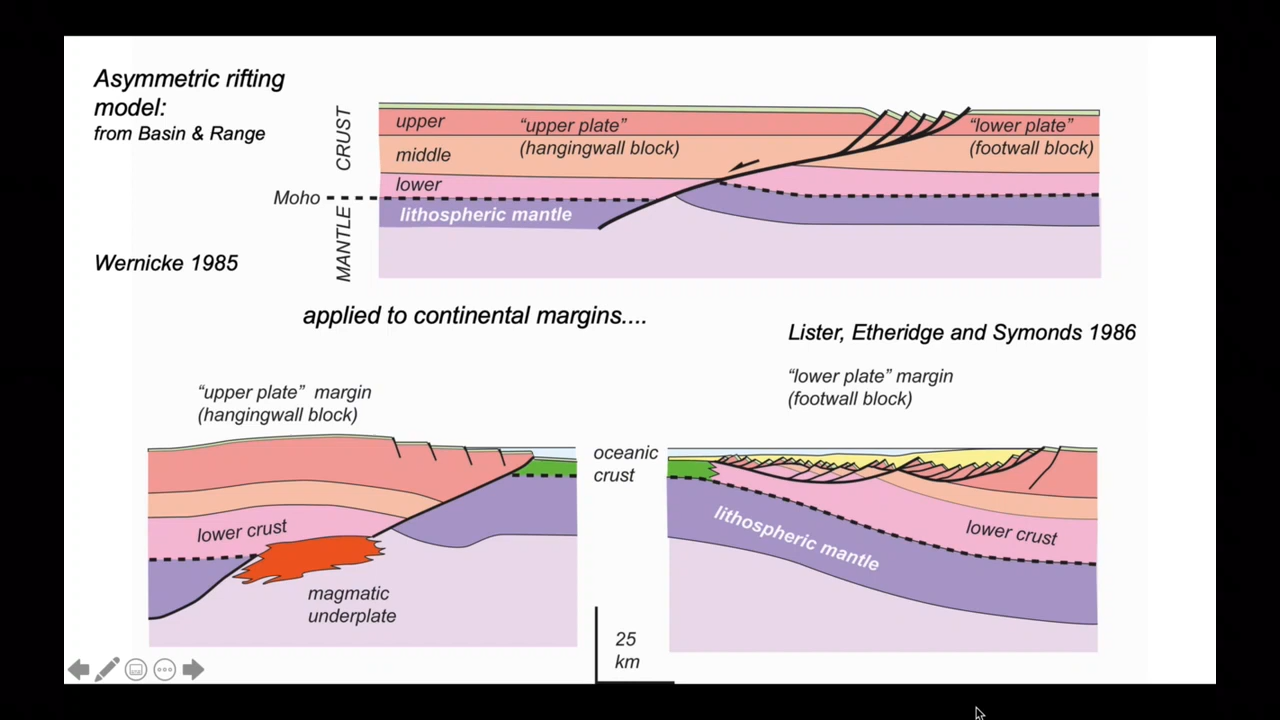 Asymmetric rifting
model:
from Basin & Range
Wernicke 1985
CRUST
MANTLE
Moho
upper
middle
lower
lithospheric mantle
“upper plate”
(hangingwall block)
“lower plate”
(footwall block)
applied to continental margins....
Lister, Etheridge and Symonds 1986
“upper plate” margin
(hangingwall block)
“lower plate” margin
(footwall block)
oceanic
crust
lower crust
magmatic
underplate
lithospheric mantle
lower crust
25
km